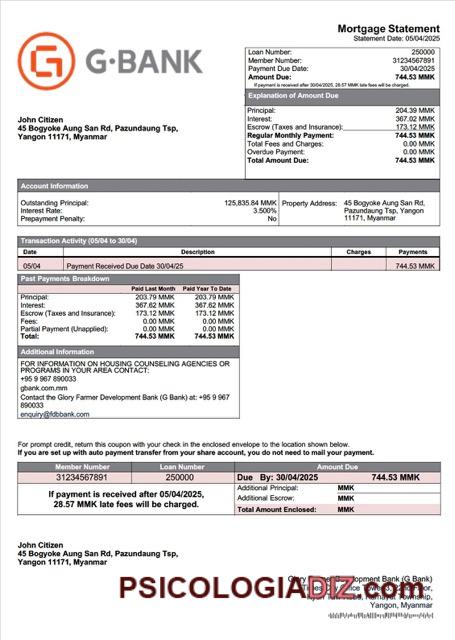 G·BANK
Mortgage Statement
Statement Date: 05/04/2025
Loan Number: 250000
Member Number: 31234567891
Payment Due Date: 30/04/2025
Amount Due: 744.53 MMK
If payment is received after 30/04/2025, 28.57 MMK late fees will be charged.
Explanation of Amount Due
Principal: 204.39 MMK
Interest: 367.02 MMK
Escrow (Taxes and Insurance): 173.12 MMK
Regular Monthly Payment: 744.53 MMK
Total Fees and Charges: 0.00 MMK
Overdue Payment: 0.00 MMK
Total Amount Due: 744.53 MMK
John Citizen
45 Bogyoke Aung San Rd, Pazundaung Tsp,
Yangon 11171, Myanmar
Account Information
Outstanding Principal: 125,835.84 MMK
Interest Rate: 3.500%
Prepayment Penalty: No
Property Address: 45 Bogyoke Aung San Rd,
Pazundaung Tsp, Yangon
11171, Myanmar
Transaction Activity (05/04 to 30/04)
Date Description Charges Payments
05/04 Payment Received Due Date 30/04/25 744.53 MMK
Past Payments Breakdown
Paid Last Month Paid Year To Date
Principal: 203.79 MMK 203.79 MMK
Interest: 367.62 MMK 367.62 MMK
Escrow (Taxes and Insurance): 173.12 MMK 173.12 MMK
Fees: 0.00 MMK 0.00 MMK
Partial Payment (Unapplied): 0.00 MMK 0.00 MMK
Total: 744.53 MMK 744.53 MMK
Additional Information
FOR INFORMATION ON HOUSING COUNSELING AGENCIES OR
PROGRAMS IN YOUR AREA CONTACT:
+95 9 967 890033
gbank.com.mm
Contact the Glory Farmer Development Bank (G Bank) at: +95 9 967
890033
enquiry@fdbbank.com
For prompt credit, return this coupon with your check in the enclosed envelope to the location shown below.
If you are set up with auto payment transfer from your share account, you do not need to mail your payment.
Member Number Loan Number Amount Due
31234567891 250000 Due By: 30/04/2025 744.53 MMK
If payment is received after 05/04/2025,
28.57 MMK late fees will be charged.
Additional Principal: MMK
Additional Escrow: MMK
Total Amount Enclosed: MMK
John Citizen
45 Bogyoke Aung San Rd, Pazundaung Tsp,
Yangon 11171, Myanmar
PSICOLOGIADIZ.com
Development Bank (G Bank)
Yangon, Myanmar